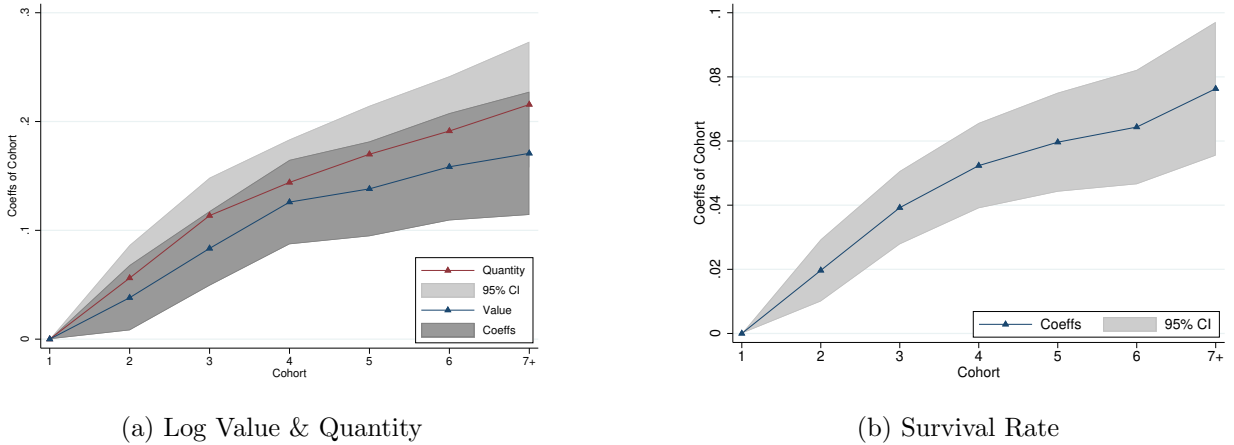 .3
.2
.1
0
Coeffs of Cohort
Quantity
95% CI
Value
Coeffs
1 2 3 4 5 6 7+
Cohort
(a) Log Value & Quantity
.1
.08
.06
.04
.02
0
Coeffs of Cohort
Coeffs 95% CI
1 2 3 4 5 6 7+
Cohort
(b) Survival Rate